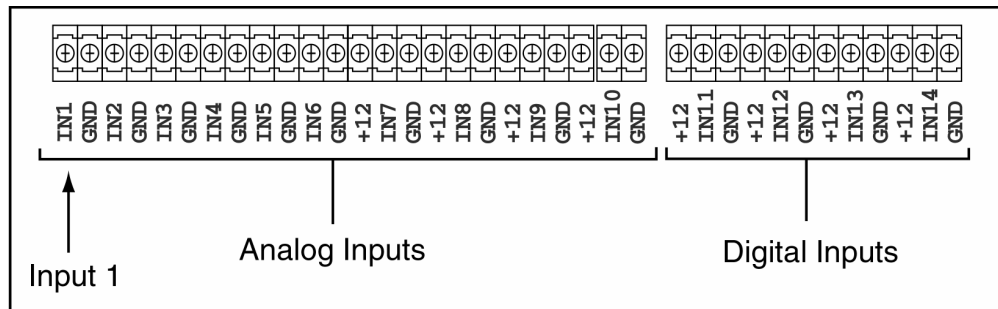 IN1 GND IN2 GND IN3 GND IN4 GND IN5 GND IN6 GND +12 IN7 GND +12 IN8 GND +12 IN9 GND +12 IN10 GND +12 IN11 GND +12 IN12 GND +12 IN13 GND +12 IN14 GND
Analog Inputs
Digital Inputs
Input 1